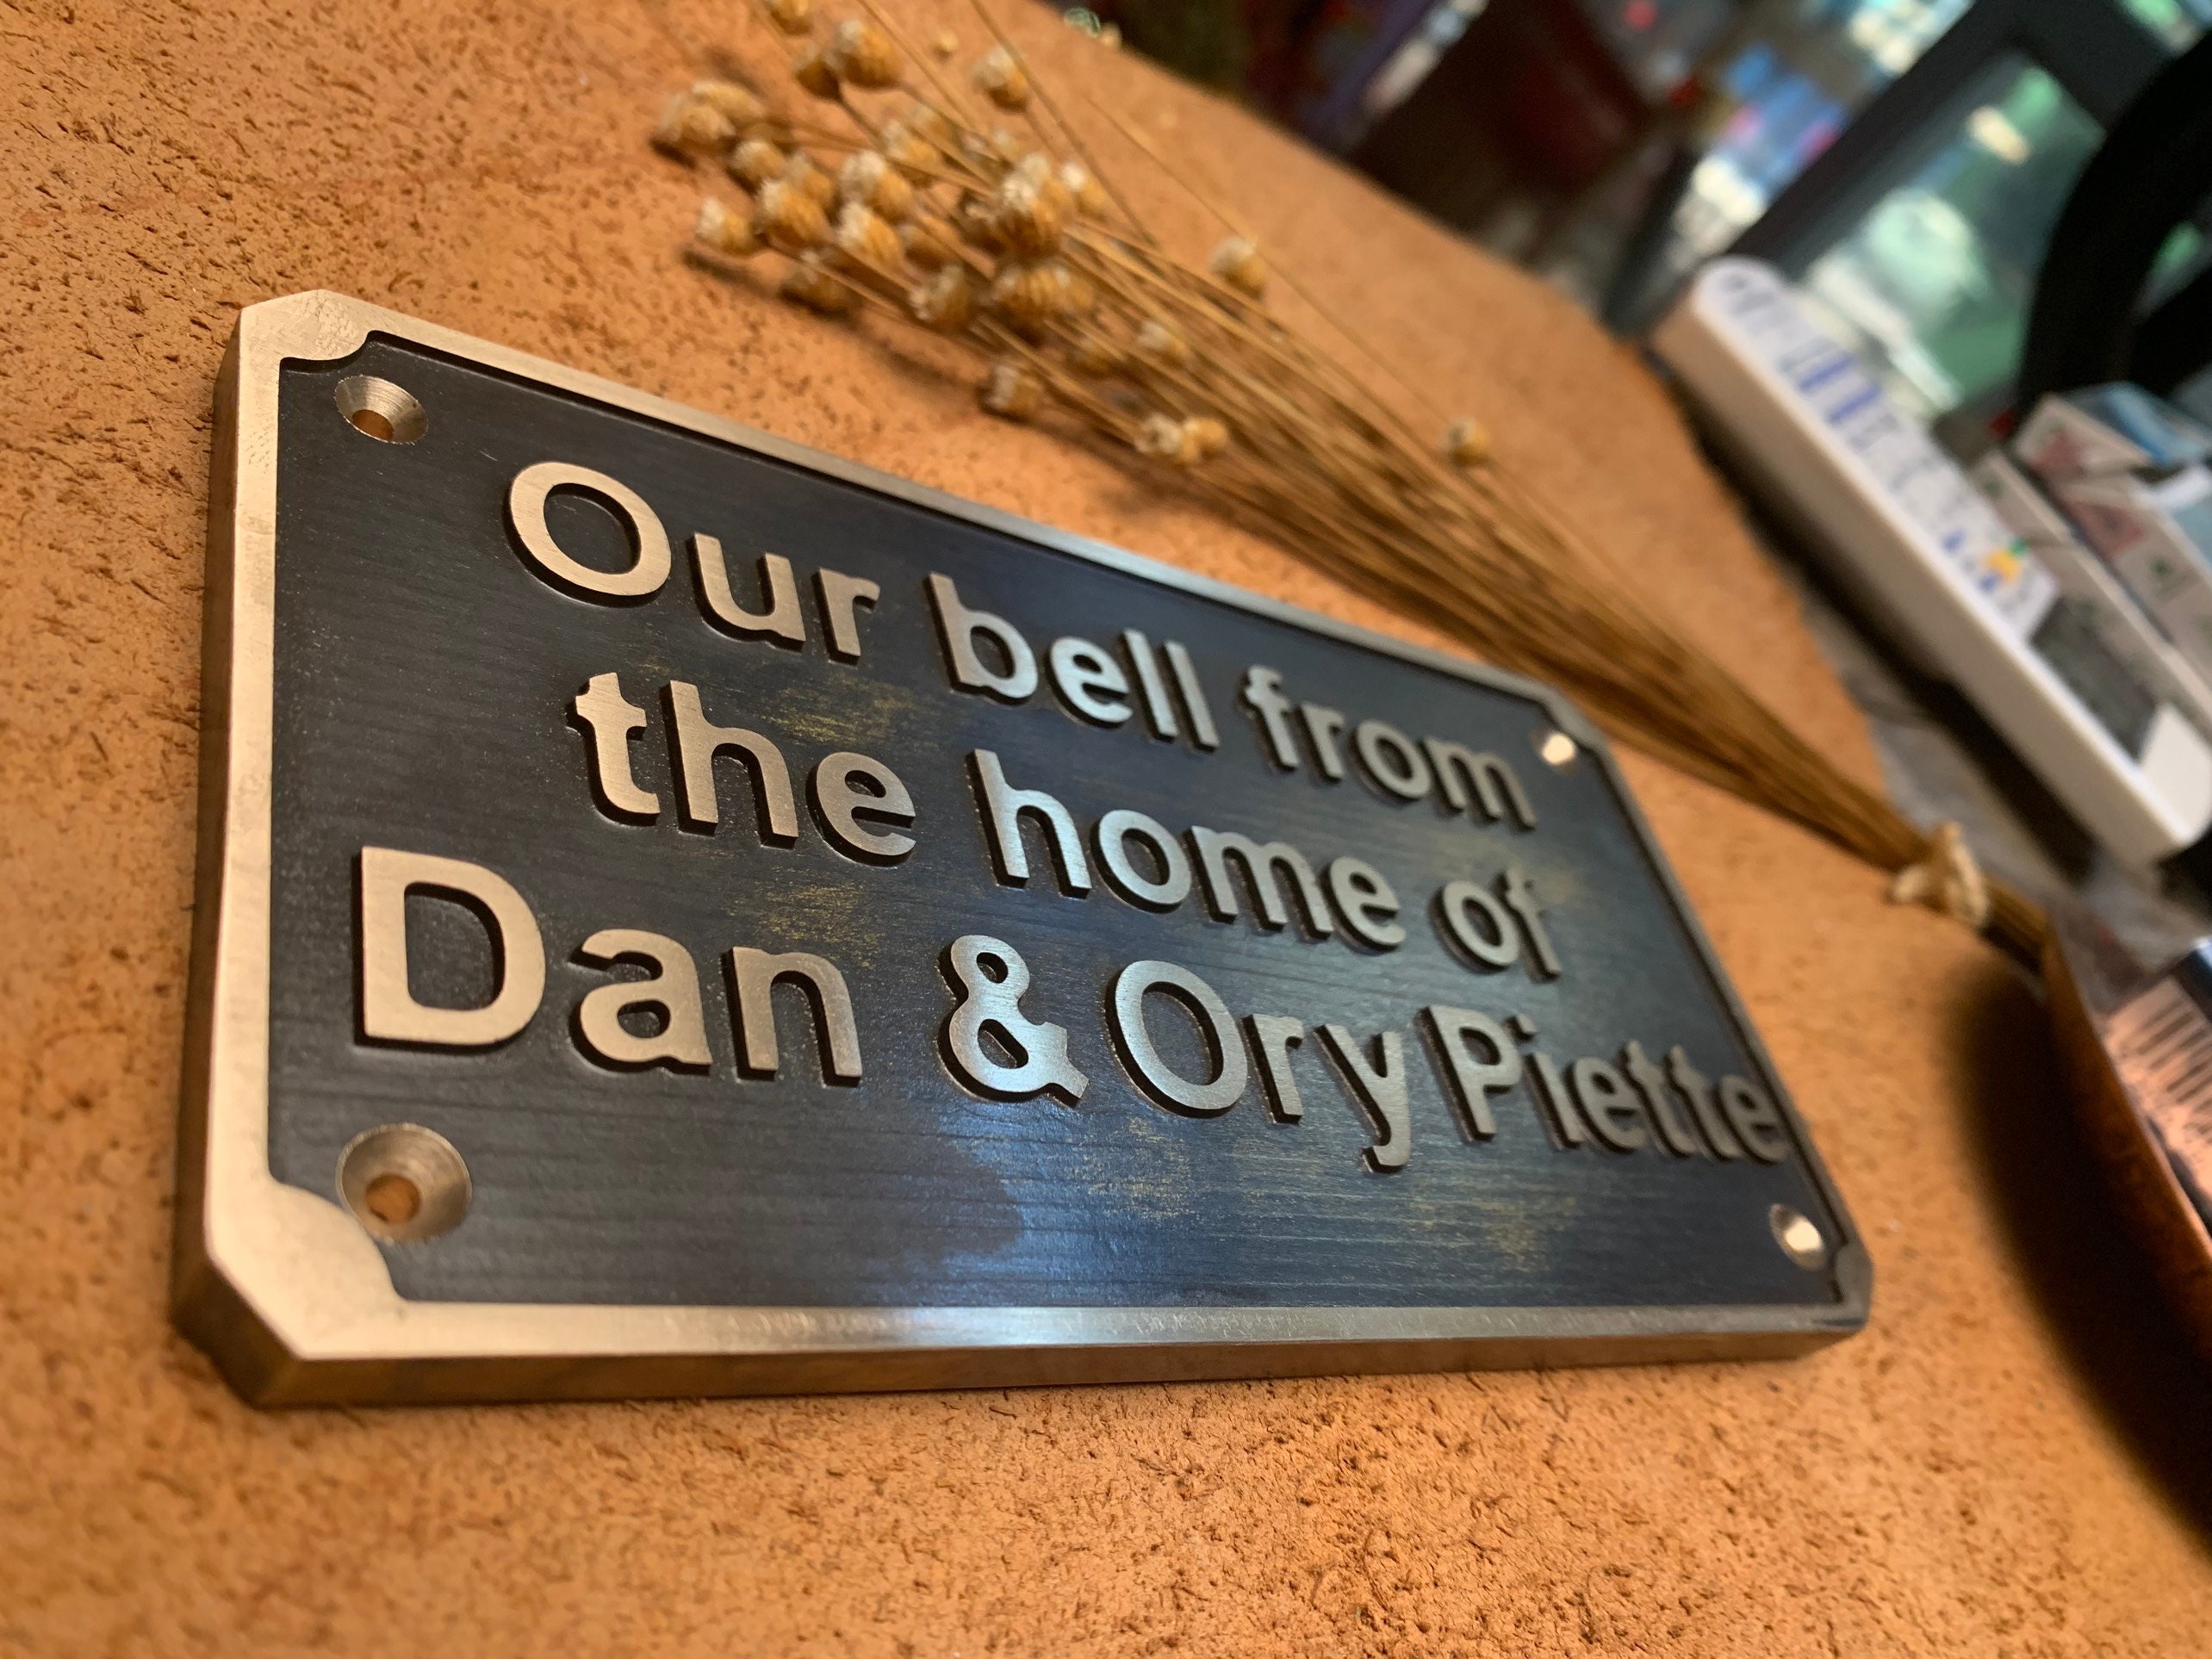 Our bell from
the home of
Dan & Ory Piette